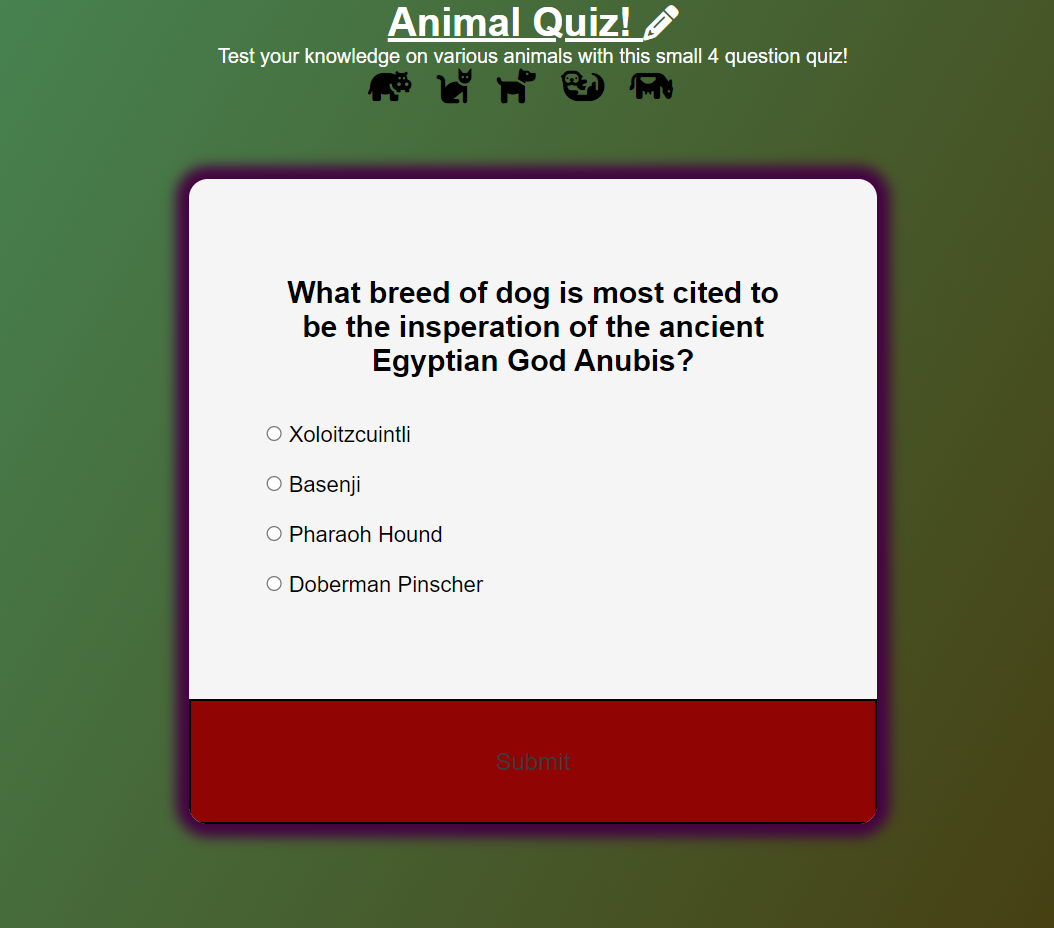 Animal Quiz!
Test your knowledge on various animals with this small 4 question quiz!
What breed of dog is most cited to
be the insperation of the ancient
Egyptian God Anubis?
Xoloitzcuintli
Basenji
Pharaoh Hound
Doberman Pinscher
Submit